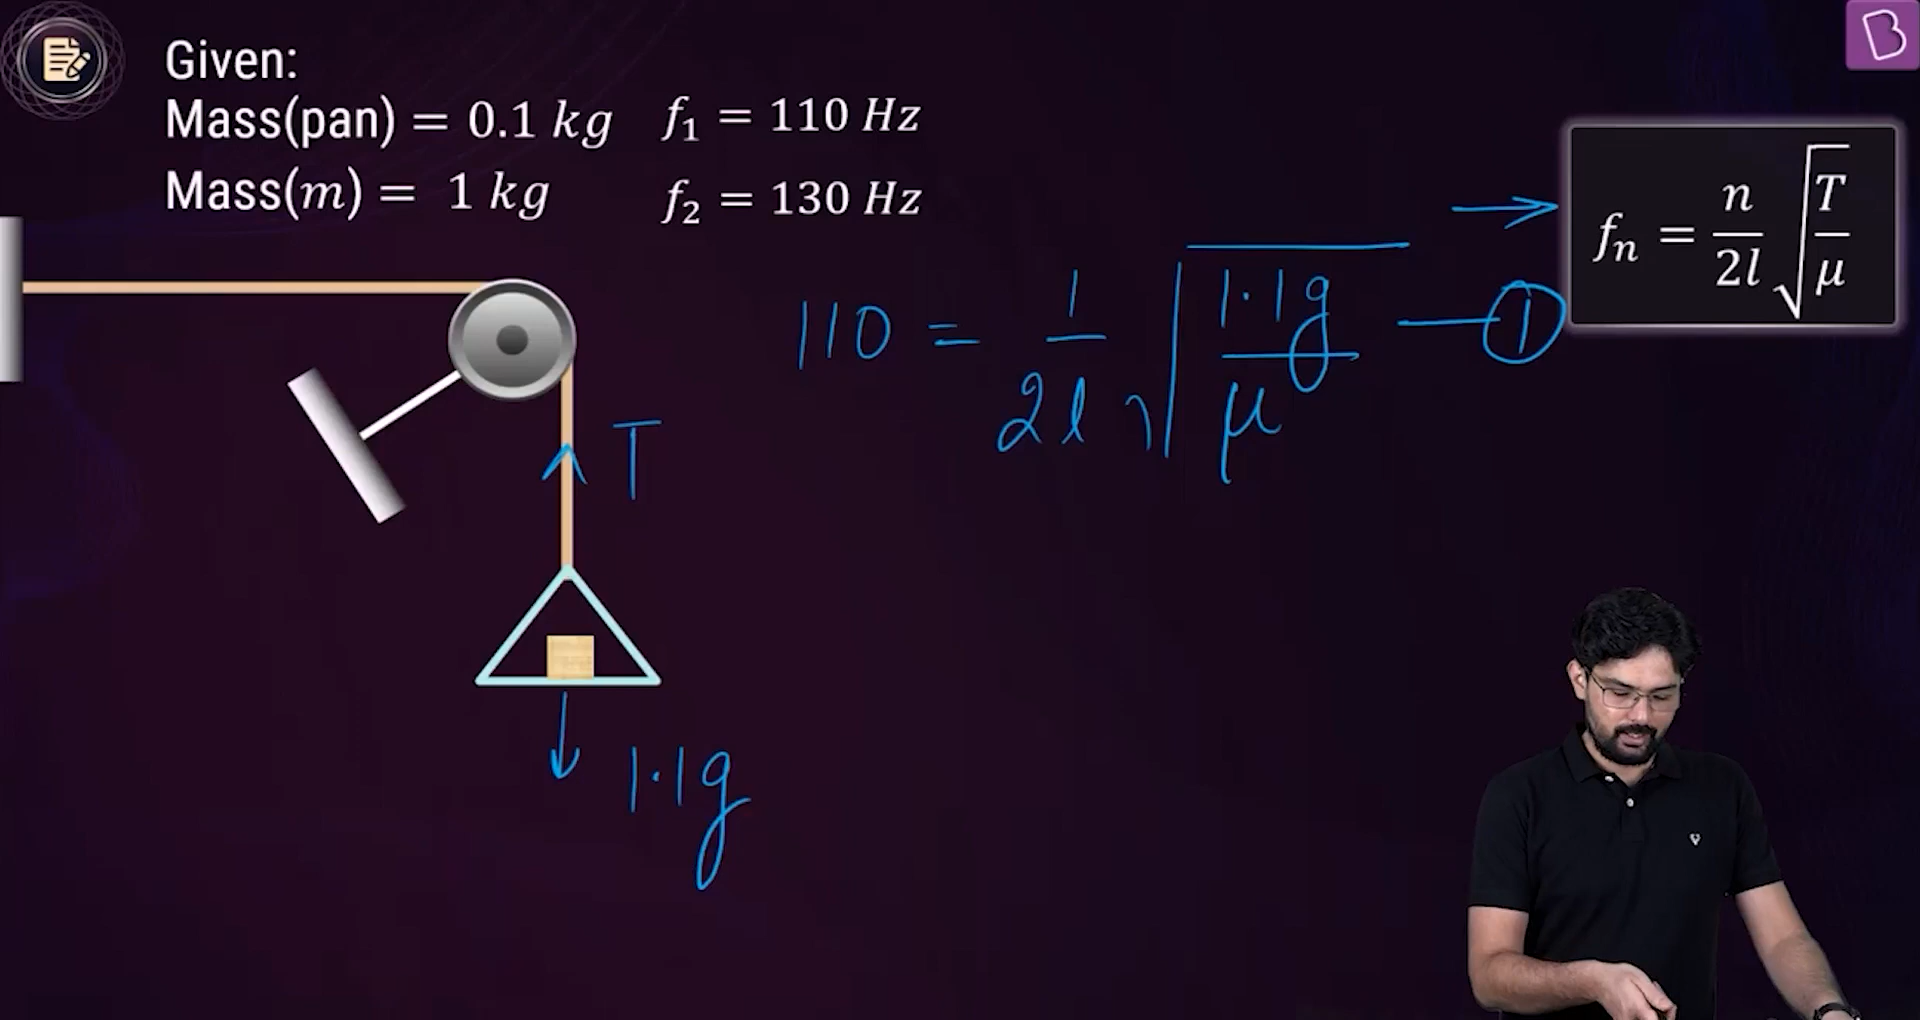 Given:
Mass(pan) = 0.1 kg f₁ = 110 Hz
Mass(m) = 1 kg f₂ = 130 Hz
fₙ = n/2l √(T/μ)
110 = 1/2l √(1.1g/μ) — ①
T
1.1g
B